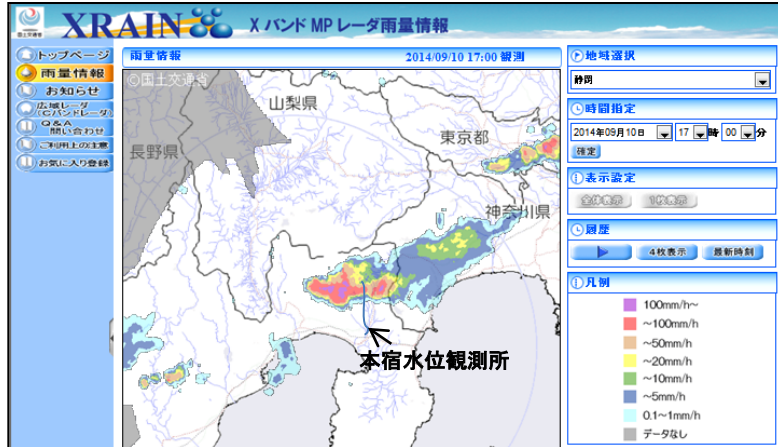 国土交通省
XRAIN XバンドMPレーダ雨量情報
トップページ
雨量情報
お知らせ
広域レーダ
(Cバンドレーダ)
Q&A
問い合わせ
ご利用上の注意
お気に入り登録
雨量情報 2014/09/10 17:00 観測
©国土交通省
山梨県
東京都
長野県
神奈川県
本宿水位観測所
地域選択
静岡
時間指定
2014年09月10日 17 時 00 分
確定
表示設定
全体表示 1枚表示
履歴
4枚表示 最新時刻
凡例
100mm/h~
~100mm/h
~50mm/h
~20mm/h
~10mm/h
~5mm/h
0.1~1mm/h
データなし